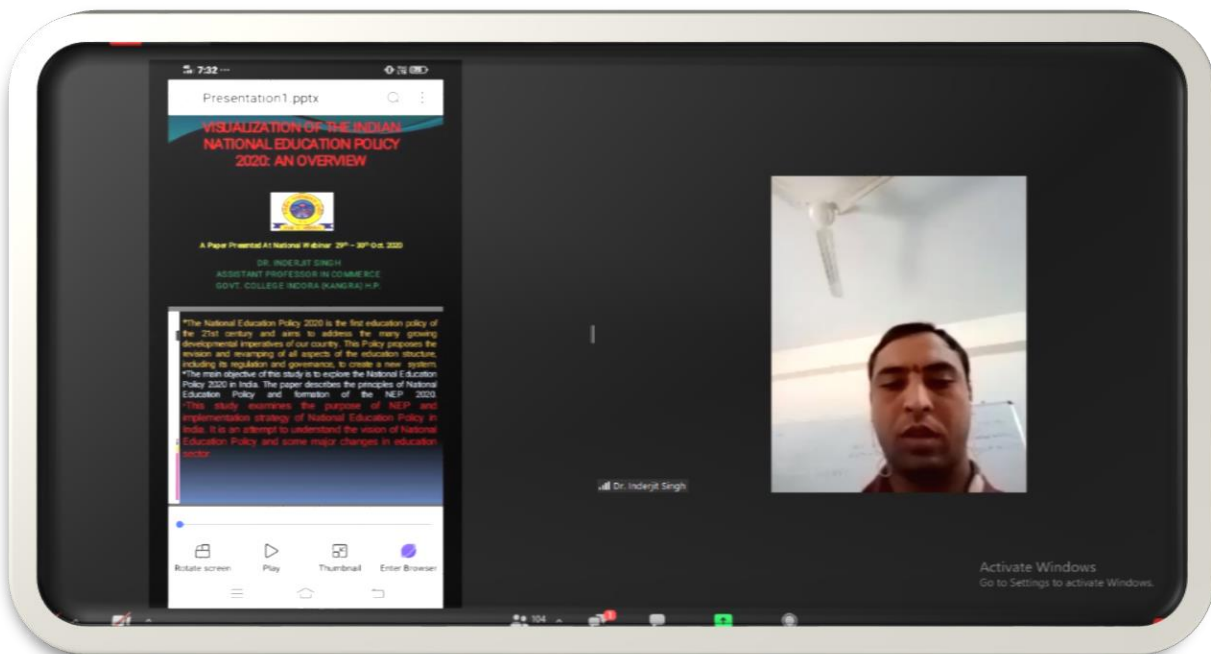 7:32 ...
Presentation1.pptx
VISUALIZATION OF THE INDIAN
NATIONAL EDUCATION POLICY
2020: AN OVERVIEW
A Paper Presented At National Webinar 29th – 30th Oct. 2020
DR. INDERJIT SINGH
ASSISTANT PROFESSOR IN COMMERCE
GOVT. COLLEGE INDORA (KANGRA) H.P.
*The National Education Policy 2020 is the first education policy of
the 21st century and aims to address the many growing
developmental imperatives of our country. This Policy proposes the
revision and revamping of all aspects of the education structure,
including its regulation and governance, to create a new system.
*The main objective of this study is to explore the National Education
Policy 2020 in India. The paper describes the principles of National
Education Policy and formation of the NEP 2020.
*This study examines the purpose of NEP and
implementation strategy of National Education Policy in
India. It is an attempt to understand the vision of National
Education Policy and some major changes in education
sector.
Rotate screen Play Thumbnail Enter Browser
Dr. Inderjit Singh
Activate Windows
Go to Settings to activate Windows.
104
1